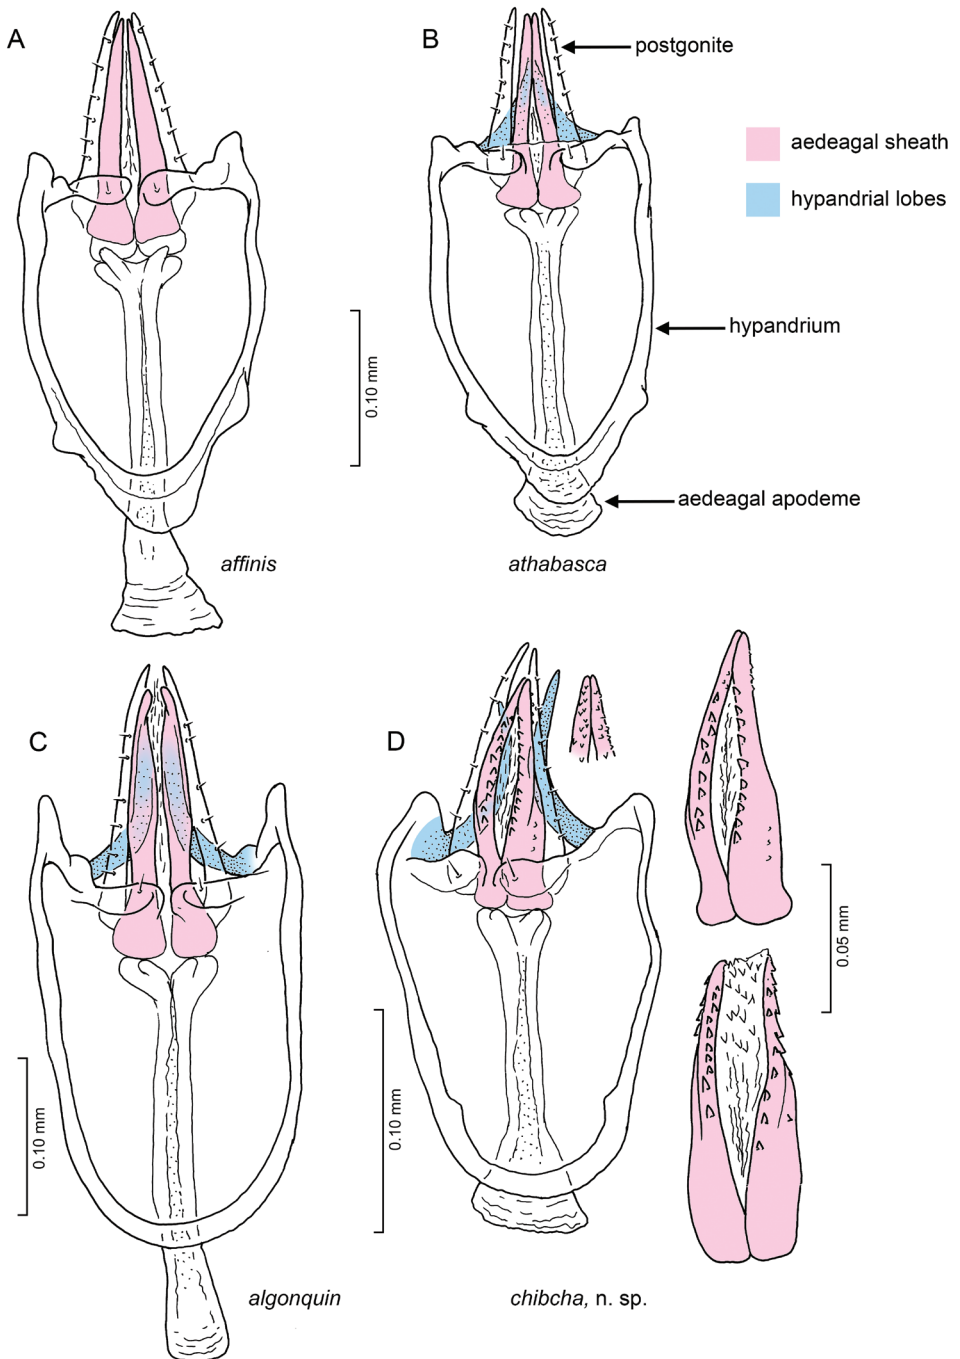 A
B
postgonite
aedeagal sheath
hypandrial lobes
hypandrium
0.10 mm
aedeagal apodeme
affinis
athabasca
C
D
0.05 mm
0.10 mm
0.10 mm
algonquin
chibcha, n. sp.